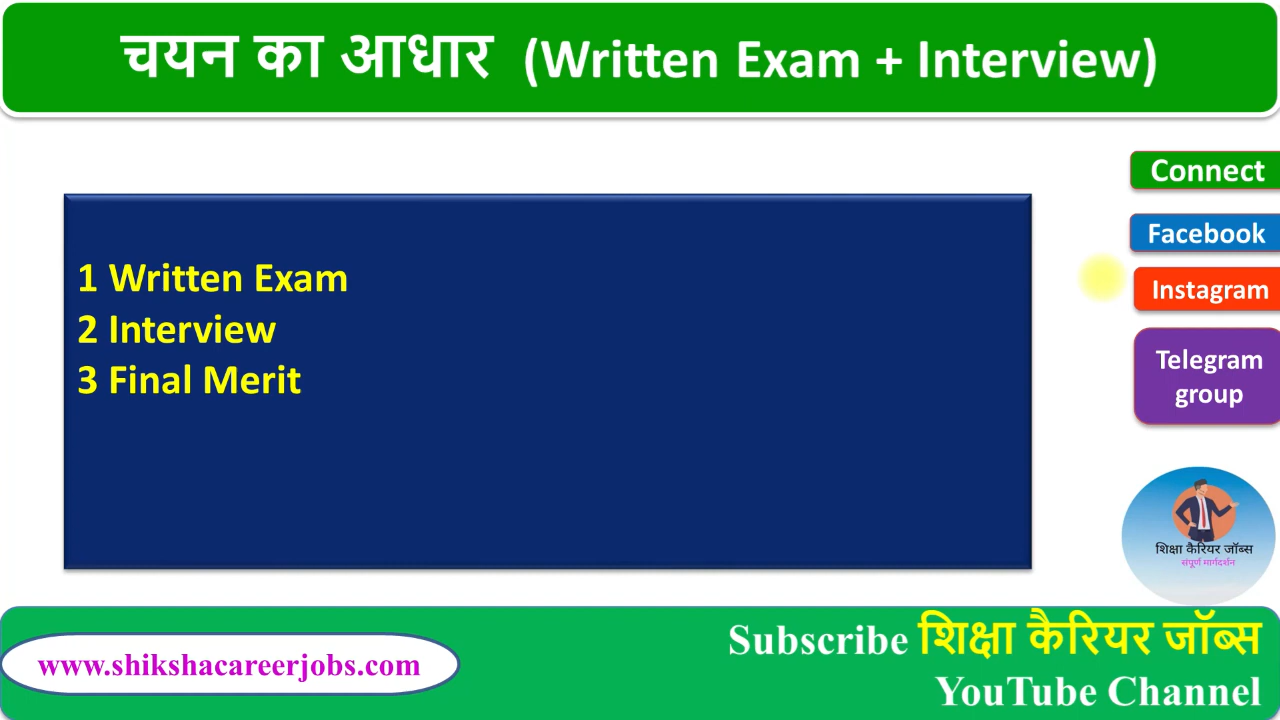 चयन का आधार (Written Exam + Interview)
Connect
Facebook
1 Written Exam
Instagram
2 Interview
3 Final Merit
Telegram
group
शिक्षा कैरियर जॉब्स
संपूर्ण मार्गदर्शन
Subscribe शिक्षा कैरियर जॉब्स
www.shikshacareerjobs.com
YouTube Channel